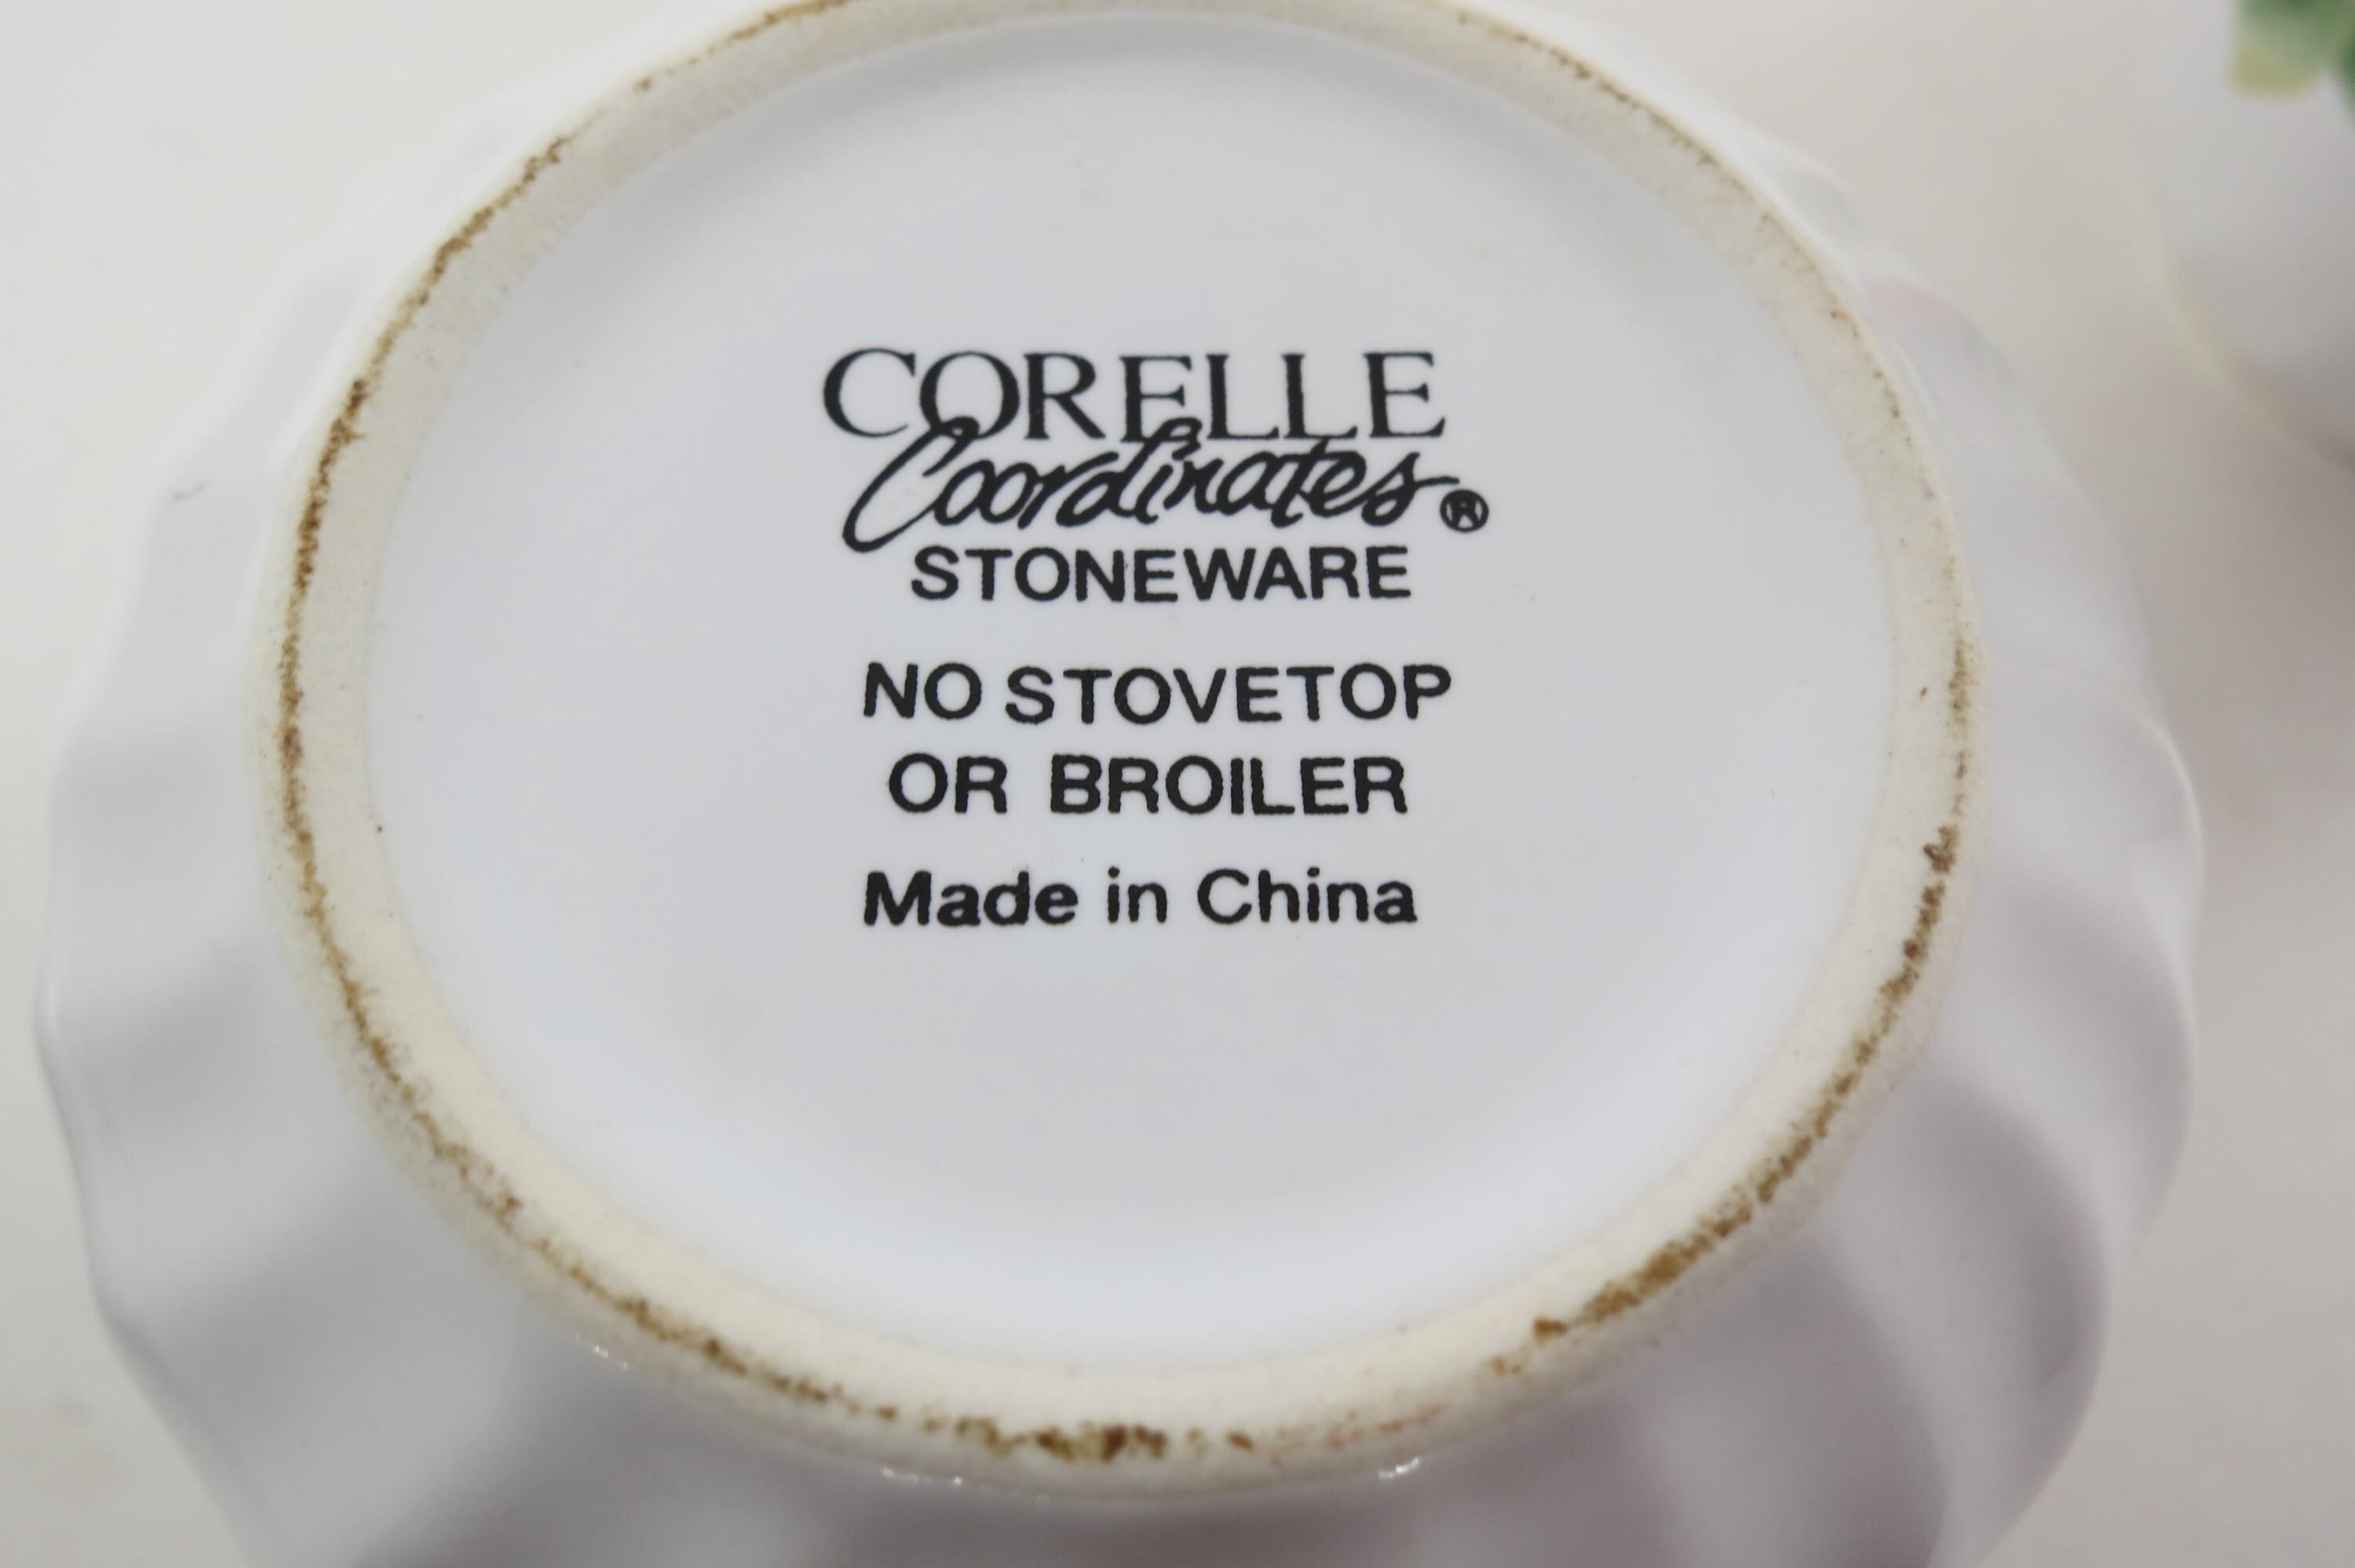 CORELLE
Coordinates®
STONEWARE
NO STOVETOP
OR BROILER
Made in China